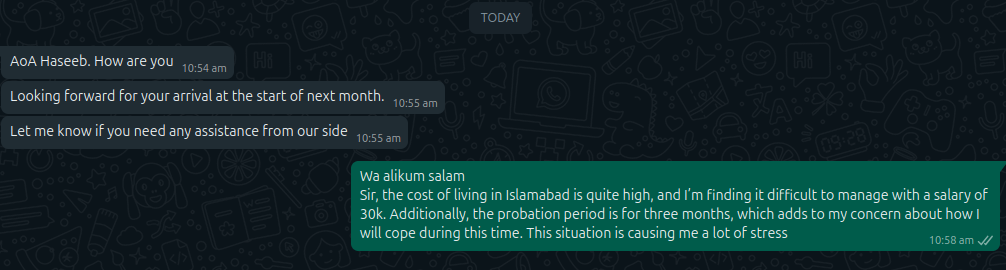 TODAY
AoA Haseeb. How are you
10:54 am
Looking forward for your arrival at the start of next month.
10:55 am
Let me know if you need any assistance from our side
10:55 am
Wa alikum salam
Sir, the cost of living in Islamabad is quite high, and I'm finding it difficult to manage with a salary of
30k. Additionally, the probation period is for three months, which adds to my concern about how I
will cope during this time. This situation is causing me a lot of stress
10:58 am